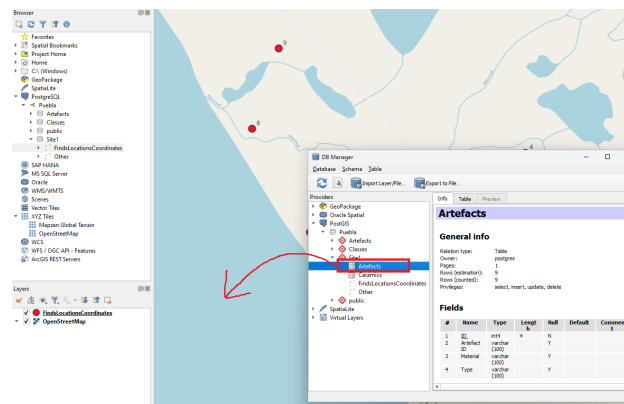 Browser
Favorites
Spatial Bookmarks
Project Home
Home
C:\ (Windows)
GeoPackage
SpatiaLite
PostgreSQL
Puebla
Artefacts
Classes
public
Site1
FindsLocationsCoordinates
Other
SAP HANA
MS SQL Server
Oracle
WMS/WMTS
Scenes
Vector Tiles
XYZ Tiles
Mapzen Global Terrain
OpenStreetMap
WCS
WFS / OGC API - Features
ArcGIS REST Servers
Layers
FindsLocationsCoordinates
OpenStreetMap
9
8
4
DB Manager
Database Schema Table
Import Layer/File...
Export to File...
Providers
GeoPackage
Oracle Spatial
PostGIS
Puebla
Artefacts
Classes
Site1
Artefacts
Ceramics
FindsLocationsCoordinates
Other
public
SpatiaLite
Virtual Layers
Info Table Preview
Artefacts
General info
Relation type: Table
Owner: postgres
Pages: 1
Rows (estimation): 9
Rows (counted): 9
Privileges: select, insert, update, delete
Fields
# Name Type Lengt
h Null Default Commen
t
1 ID int4 4 N
2 Artefact
ID varchar
(100) Y
3 Material varchar
(100) Y
4 Type varchar
(100) Y